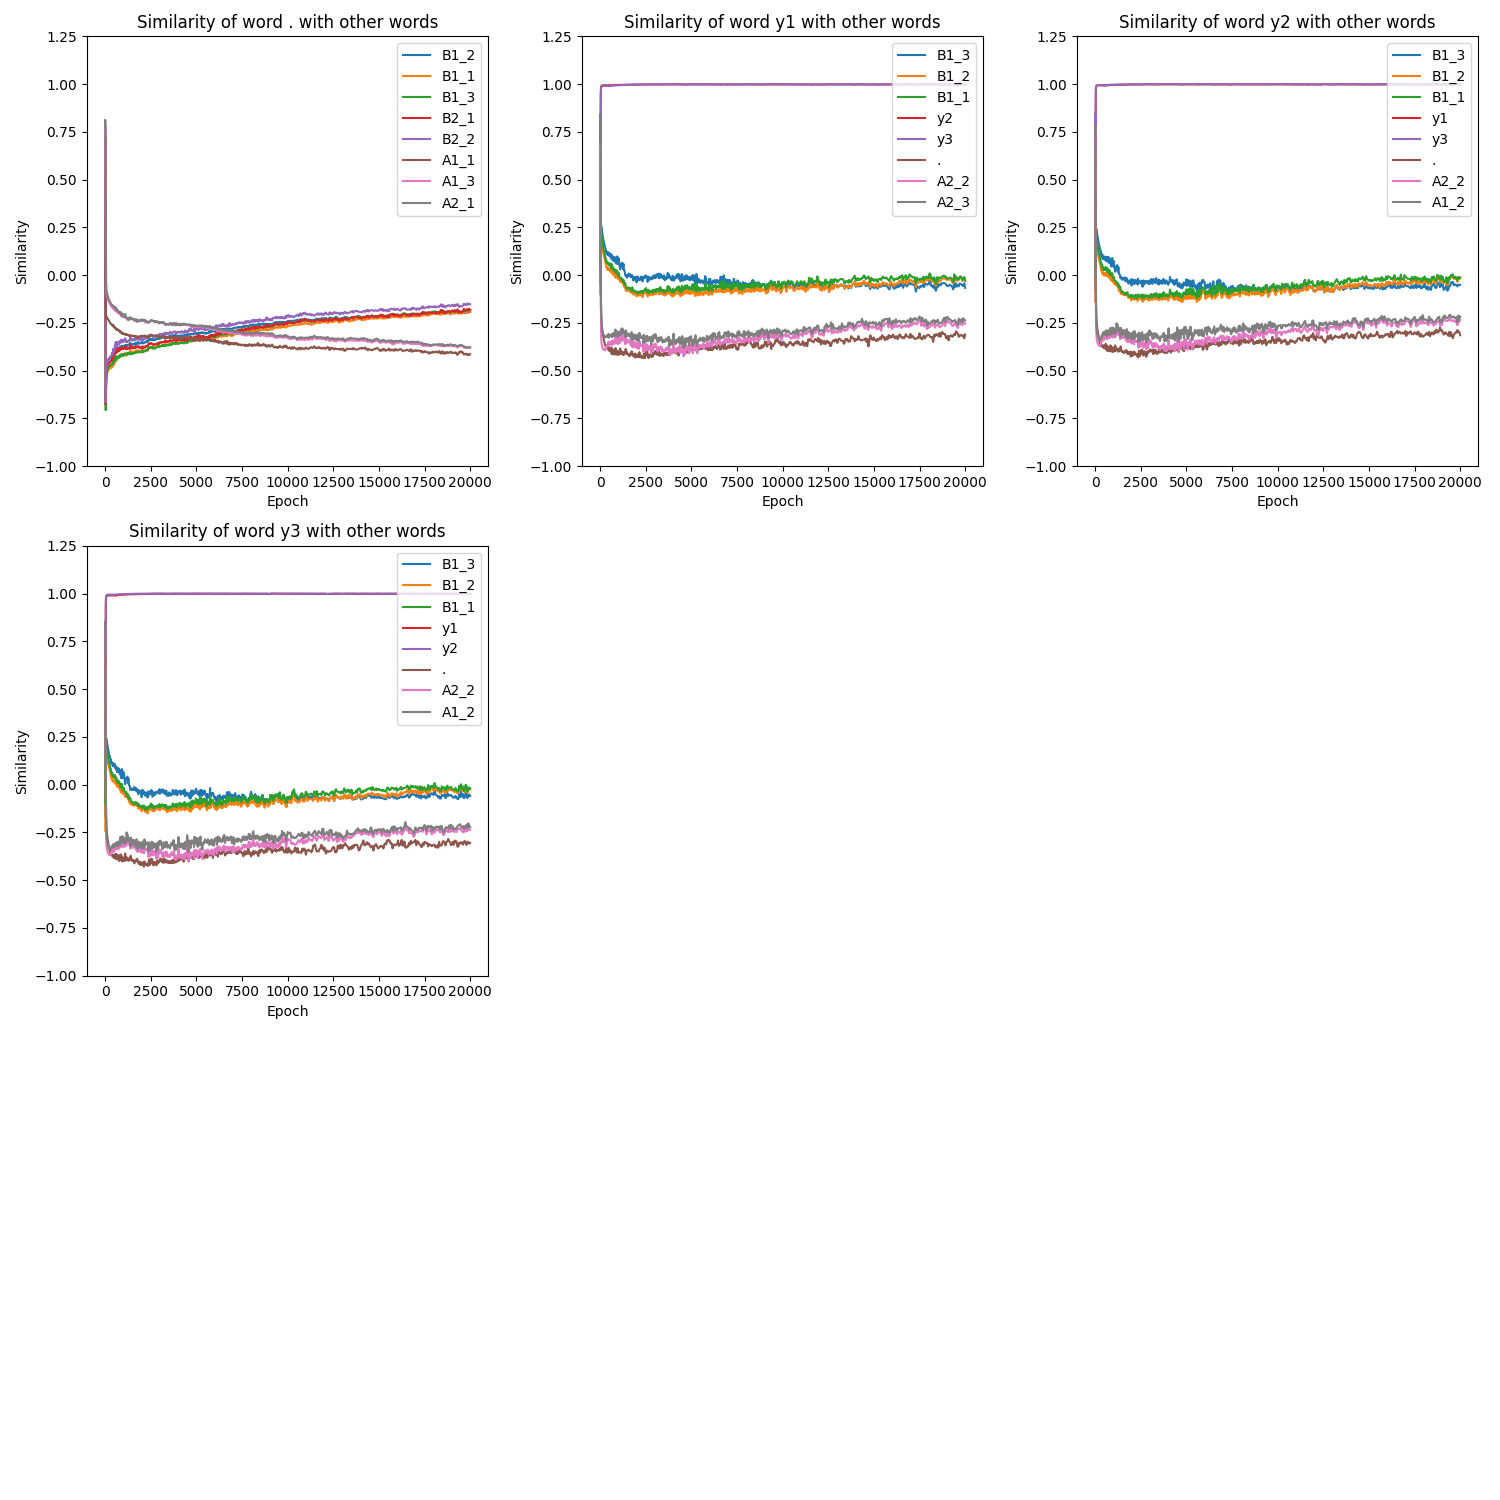 Similarity of word . with other words
1.25
1.00
0.75
0.50
0.25
0.00
−0.25
−0.50
−0.75
−1.00
Similarity
B1_2
B1_1
B1_3
B2_1
B2_2
A1_1
A1_3
A2_1
0 2500 5000 7500 10000 12500 15000 17500 20000
Epoch
Similarity of word y1 with other words
1.25
1.00
0.75
0.50
0.25
0.00
−0.25
−0.50
−0.75
−1.00
Similarity
B1_3
B1_2
B1_1
y2
y3
.
A2_2
A2_3
0 2500 5000 7500 10000 12500 15000 17500 20000
Epoch
Similarity of word y2 with other words
1.25
1.00
0.75
0.50
0.25
0.00
−0.25
−0.50
−0.75
−1.00
Similarity
B1_3
B1_2
B1_1
y1
y3
.
A2_2
A1_2
0 2500 5000 7500 10000 12500 15000 17500 20000
Epoch
Similarity of word y3 with other words
1.25
1.00
0.75
0.50
0.25
0.00
−0.25
−0.50
−0.75
−1.00
Similarity
B1_3
B1_2
B1_1
y1
y2
.
A2_2
A1_2
0 2500 5000 7500 10000 12500 15000 17500 20000
Epoch